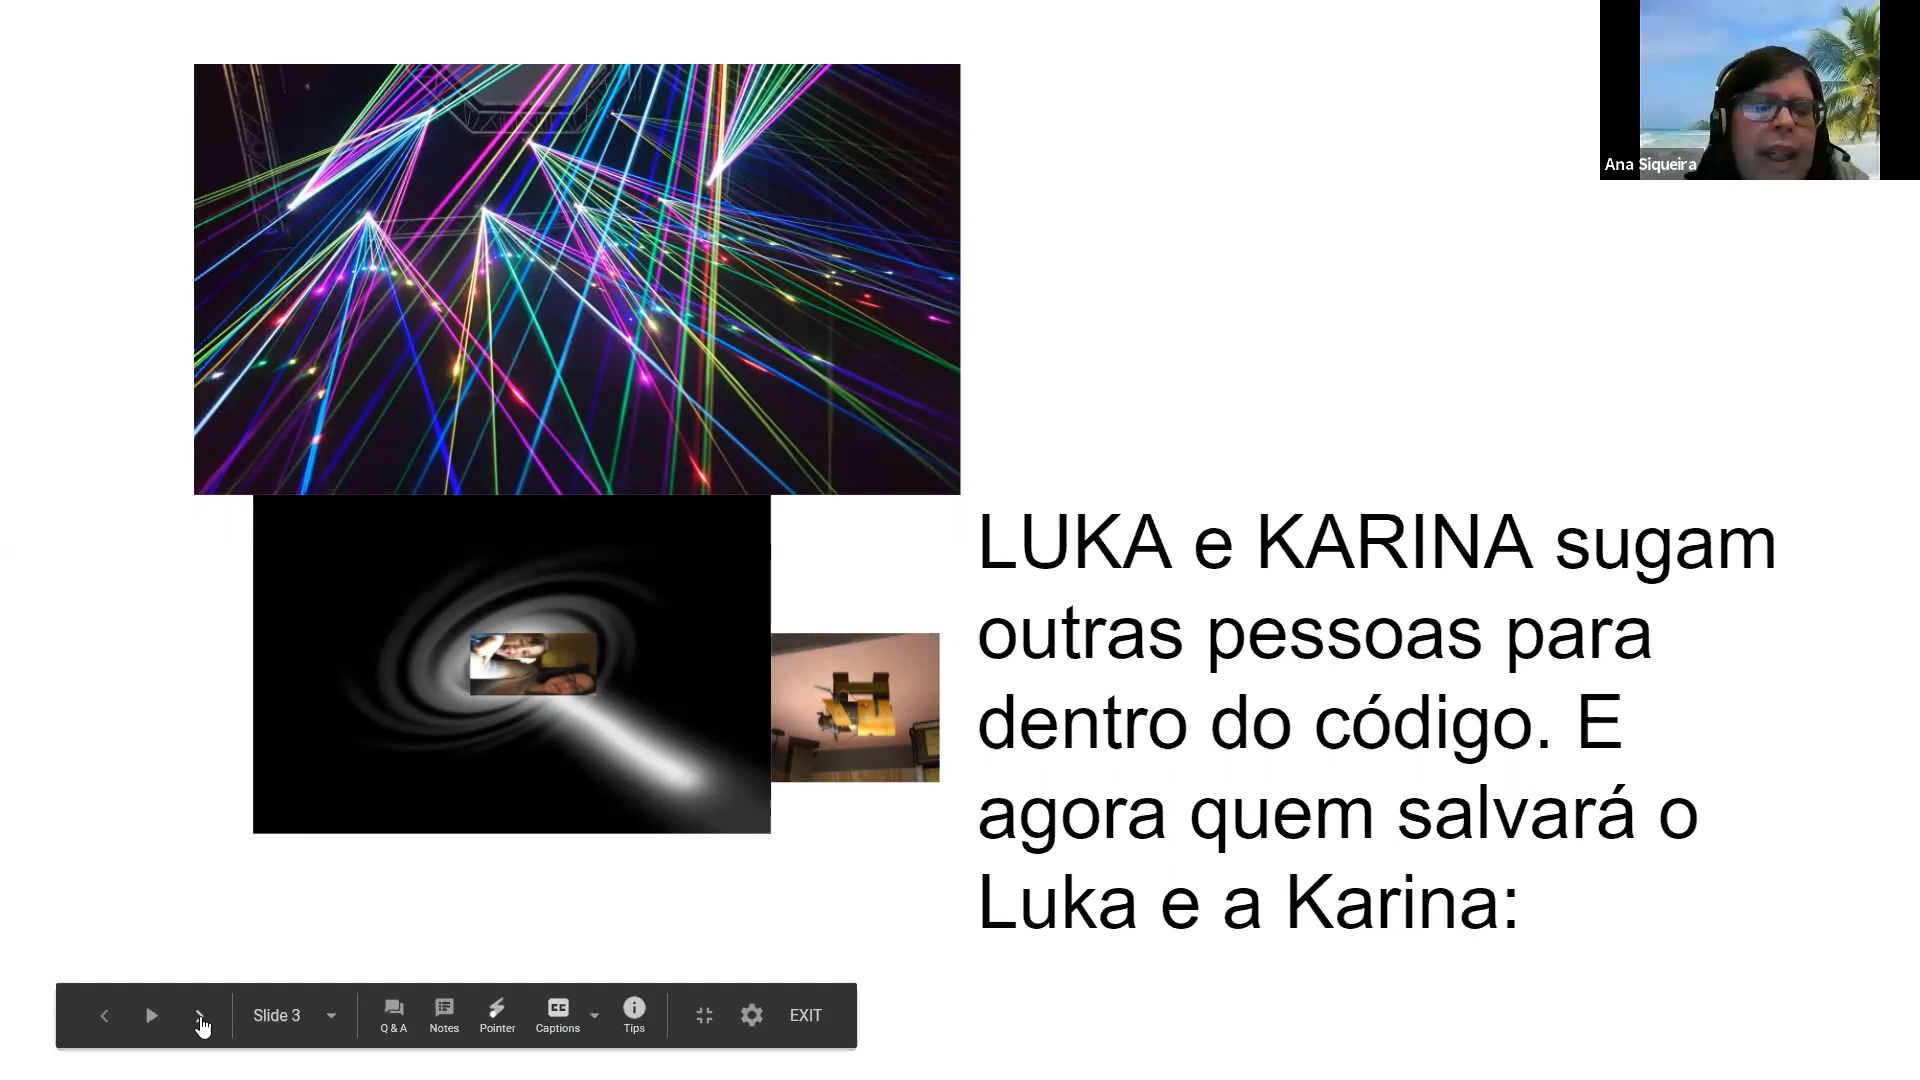 Ana Siqueira
LUKA e KARINA sugam
outras pessoas para
dentro do código. E
agora quem salvará o
Luka e a Karina:
Slide 3
Q & A
Notes
Pointer
CC
Captions
Tips
EXIT